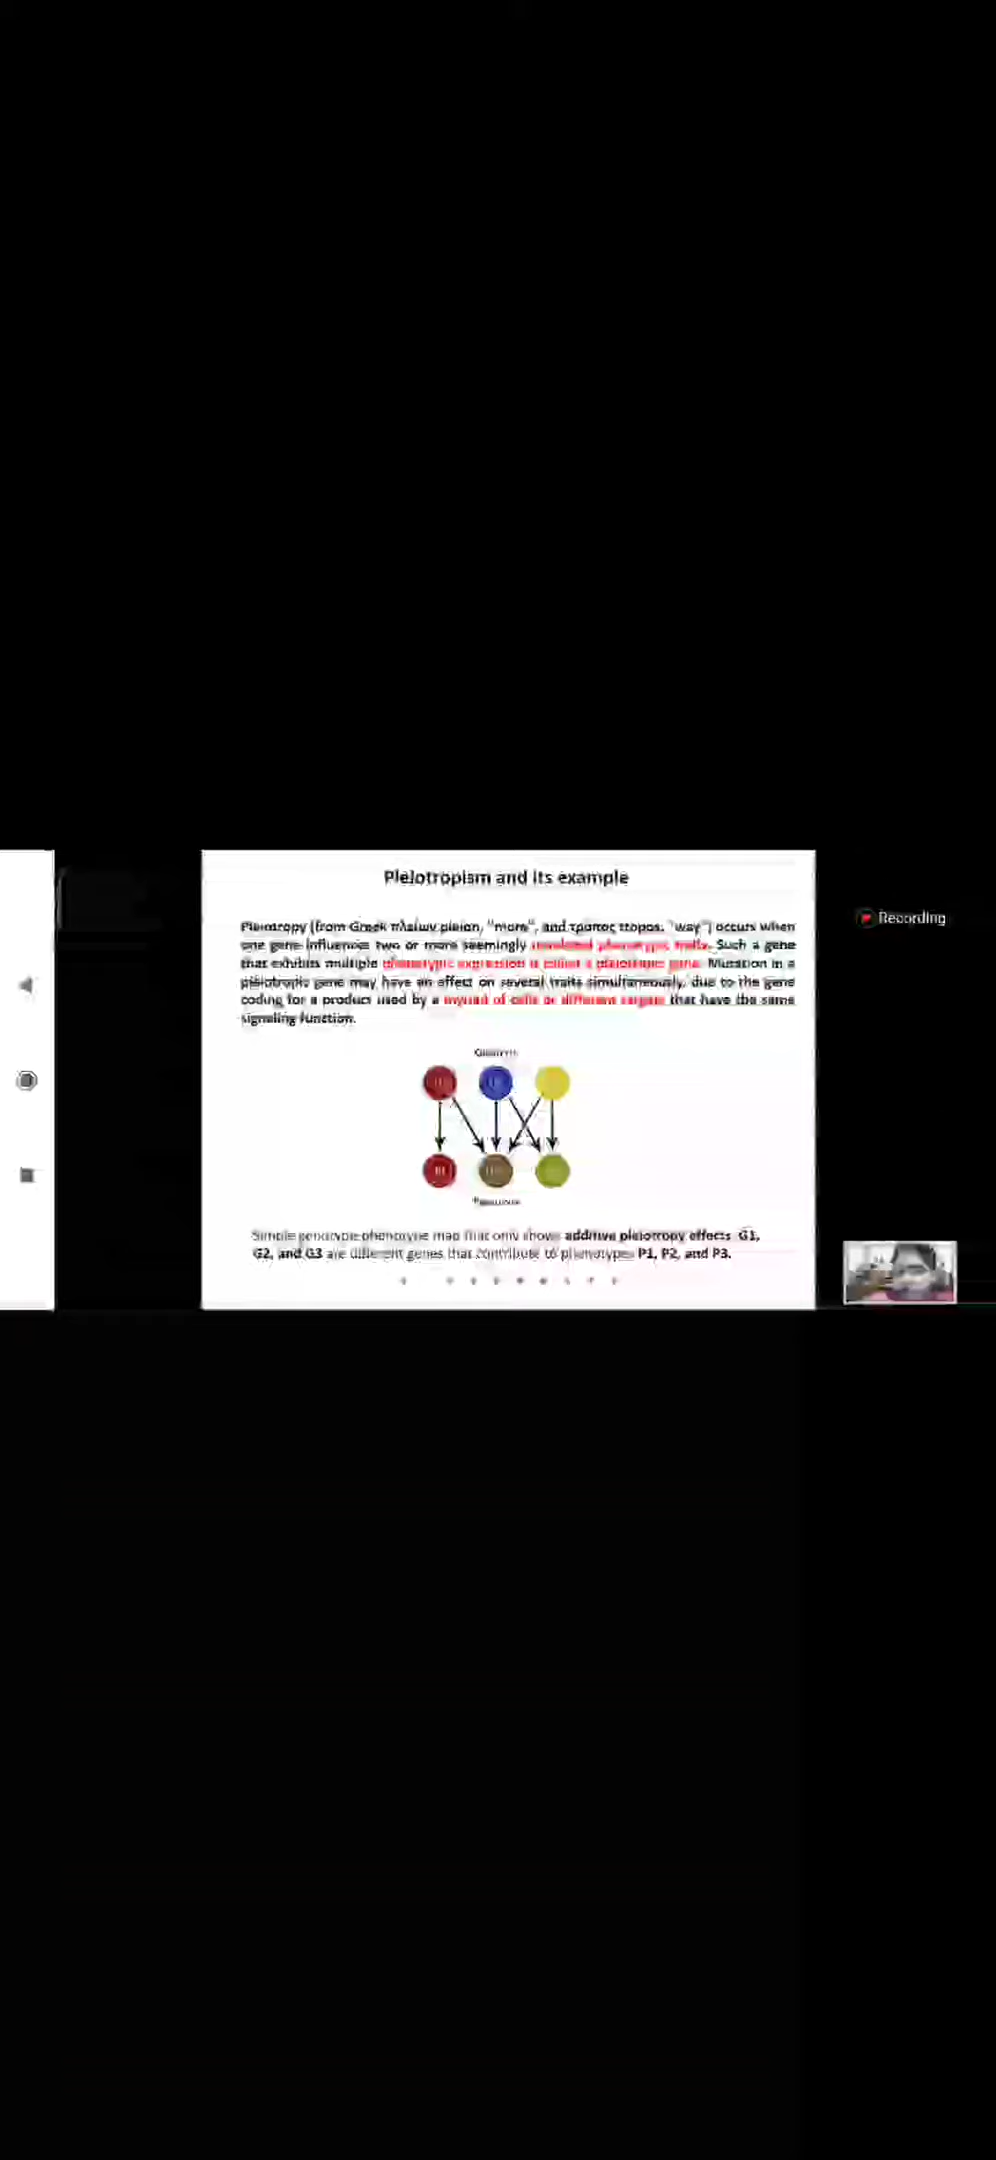 Pleiotropism and its example
Recording
Pleiotropy (from Greek πλείων pleion, "more", and τρόπος tropos, "way") occurs when
one gene influences two or more seemingly unrelated phenotypic traits. Such a gene
that exhibits multiple phenotypic expression is called a pleiotropic gene. Mutation in a
pleiotropic gene may have an effect on several traits simultaneously, due to the gene
coding for a product used by a myriad of cells or different targets that have the same
signaling function.
P1
Simple genotype phenotype map that only shows additive pleiotropy effects. G1,
G2, and G3 are different genes that contribute to phenotypes P1, P2, and P3.